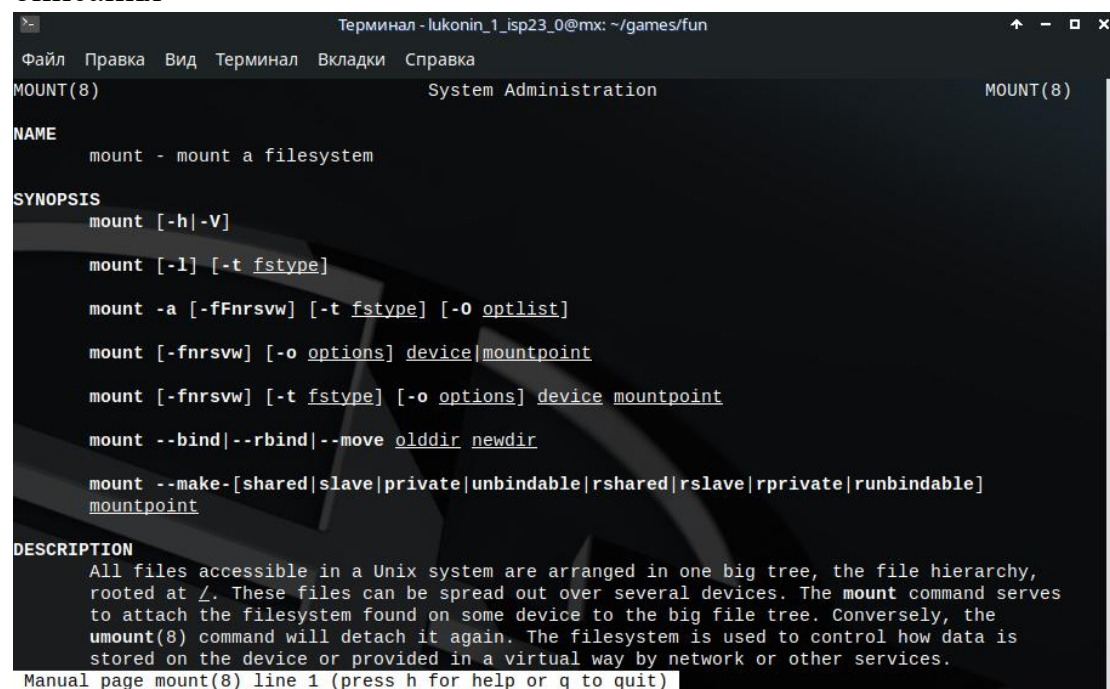 Терминал - lukonin_1_isp23_0@mx: ~/games/fun
Файл Правка Вид Терминал Вкладки Справка
MOUNT(8) System Administration MOUNT(8)
NAME
mount - mount a filesystem
SYNOPSIS
mount [-h|-V]
mount [-l] [-t fstype]
mount -a [-fFnrsvw] [-t fstype] [-O optlist]
mount [-fnrsvw] [-o options] device|mountpoint
mount [-fnrsvw] [-t fstype] [-o options] device mountpoint
mount --bind|--rbind|--move olddir newdir
mount --make-[shared|slave|private|unbindable|rshared|rslave|rprivate|runbindable]
mountpoint
DESCRIPTION
All files accessible in a Unix system are arranged in one big tree, the file hierarchy,
rooted at /. These files can be spread out over several devices. The mount command serves
to attach the filesystem found on some device to the big file tree. Conversely, the
umount(8) command will detach it again. The filesystem is used to control how data is
stored on the device or provided in a virtual way by network or other services.
Manual page mount(8) line 1 (press h for help or q to quit)